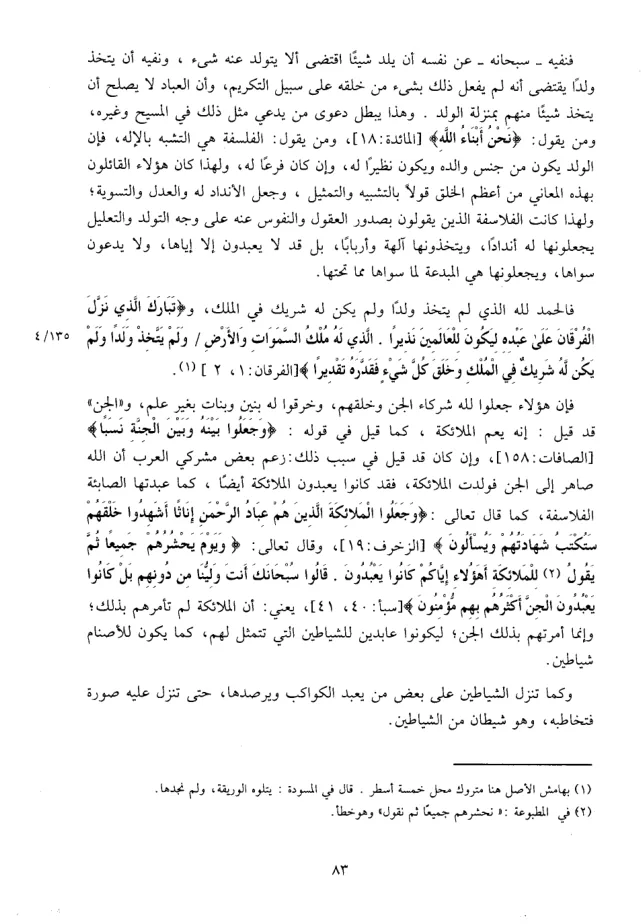 فنفيه ـ سبحانه ـ عن نفسه أن يلد شيئًا اقتضى ألا يتولد عنه شىء ، ونفيه أن يتخذ
ولدًا يقتضى أنه لم يفعل ذلك بشىء من خلقه على سبيل التكريم، وأن العباد لا يصلح أن
يتخذ شيئًا منهم بمنزلة الولد . وهذا يبطل دعوى من يدعي مثل ذلك في المسيح وغيره،
ومن يقول: ﴿نَحْنُ أَبْنَاءُ اللَّهِ﴾ [المائدة:١٨]، ومن يقول: الفلسفة هي التشبه بالإله، فإن
الولد يكون من جنس والده ويكون نظيرًا له، وإن كان فرعًا له، ولهذا كان هؤلاء القائلون
بهذه المعاني من أعظم الخلق قولاً بالتشبيه والتمثيل ، وجعل الأنداد له والعدل والتسوية؛
ولهذا كانت الفلاسفة الذين يقولون بصدور العقول والنفوس عنه على وجه التولد والتعليل
يجعلونها له أندادًا، ويتخذونها آلهة وأربابًا، بل قد لا يعبدون إلا إياها، ولا يدعون
سواها، ويجعلونها هي المبدعة لما سواها مما تحتها.
فالحمد لله الذي لم يتخذ ولدًا ولم يكن له شريك في الملك، و﴿تَبَارَكَ الَّذِي نَزَّلَ
الْفُرْقَانَ عَلَىٰ عَبْدِهِ لِيَكُونَ لِلْعَالَمِينَ نَذِيرًا . الَّذِي لَهُ مُلْكُ السَّمَوَاتِ وَالأَرْضِ / وَلَمْ يَتَّخِذْ وَلَدًا وَلَمْ
٤/١٣٥
يَكُن لَّهُ شَرِيكٌ فِي الْمُلْكِ وَخَلَقَ كُلَّ شَيْءٍ فَقَدَّرَهُ تَقْدِيرًا ﴾[الفرقان:١، ٢ ] (١).
فإن هؤلاء جعلوا لله شركاء الجن وخلقهم، وخرقوا له بنين وبنات بغير علم، و«الجن»
قد قيل : إنه يعم الملائكة ، كما قيل في قوله : ﴿وَجَعَلُوا بَيْنَهُ وَبَيْنَ الْجِنَّةِ نَسَبًا﴾
[الصافات:١٥٨]، وإن كان قد قيل في سبب ذلك:زعم بعض مشركي العرب أن الله
صاهر إلى الجن فولدت الملائكة، فقد كانوا يعبدون الملائكة أيضًا ، كما عبدتها الصابئة
الفلاسفة، كما قال تعالى :﴿وَجَعَلُوا الْمَلائِكَةَ الَّذِينَ هُمْ عِبَادُ الرَّحْمَنِ إِنَاثًا أَشَهِدُوا خَلْقَهُمْ
سَتُكْتَبُ شَهَادَتُهُمْ وَيُسْأَلُونَ ﴾ [الزخرف:١٩]، وقال تعالى: ﴿ وَيَوْمَ يَحْشُرُهُمْ جَمِيعًا ثُمَّ
يَقُولُ (٢) لِلْمَلائِكَةِ أَهَؤُلاءِ إِيَّاكُمْ كَانُوا يَعْبُدُونَ . قَالُوا سُبْحَانَكَ أَنتَ وَلِيُّنَا مِن دُونِهِم بَلْ كَانُوا
يَعْبُدُونَ الْجِنَّ أَكْثَرُهُم بِهِم مُّؤْمِنُونَ ﴾[سبأ:٤٠، ٤١]، يعني: أن الملائكة لم تأمرهم بذلك؛
وإنما أمرتهم بذلك الجن؛ ليكونوا عابدين للشياطين التي تتمثل لهم، كما يكون للأصنام
شياطين.
وكما تنزل الشياطين على بعض من يعبد الكواكب ويرصدها، حتى تنزل عليه صورة
فتخاطبه، وهو شيطان من الشياطين.
(١) بهامش الأصل هنا متروك محل خمسة أسطر . قال في المسودة : يتلوه الوريقة، ولم نجدها.
(٢) في المطبوعة :« نحشرهم جميعًا ثم نقول» وهوخطأ.
٨٣